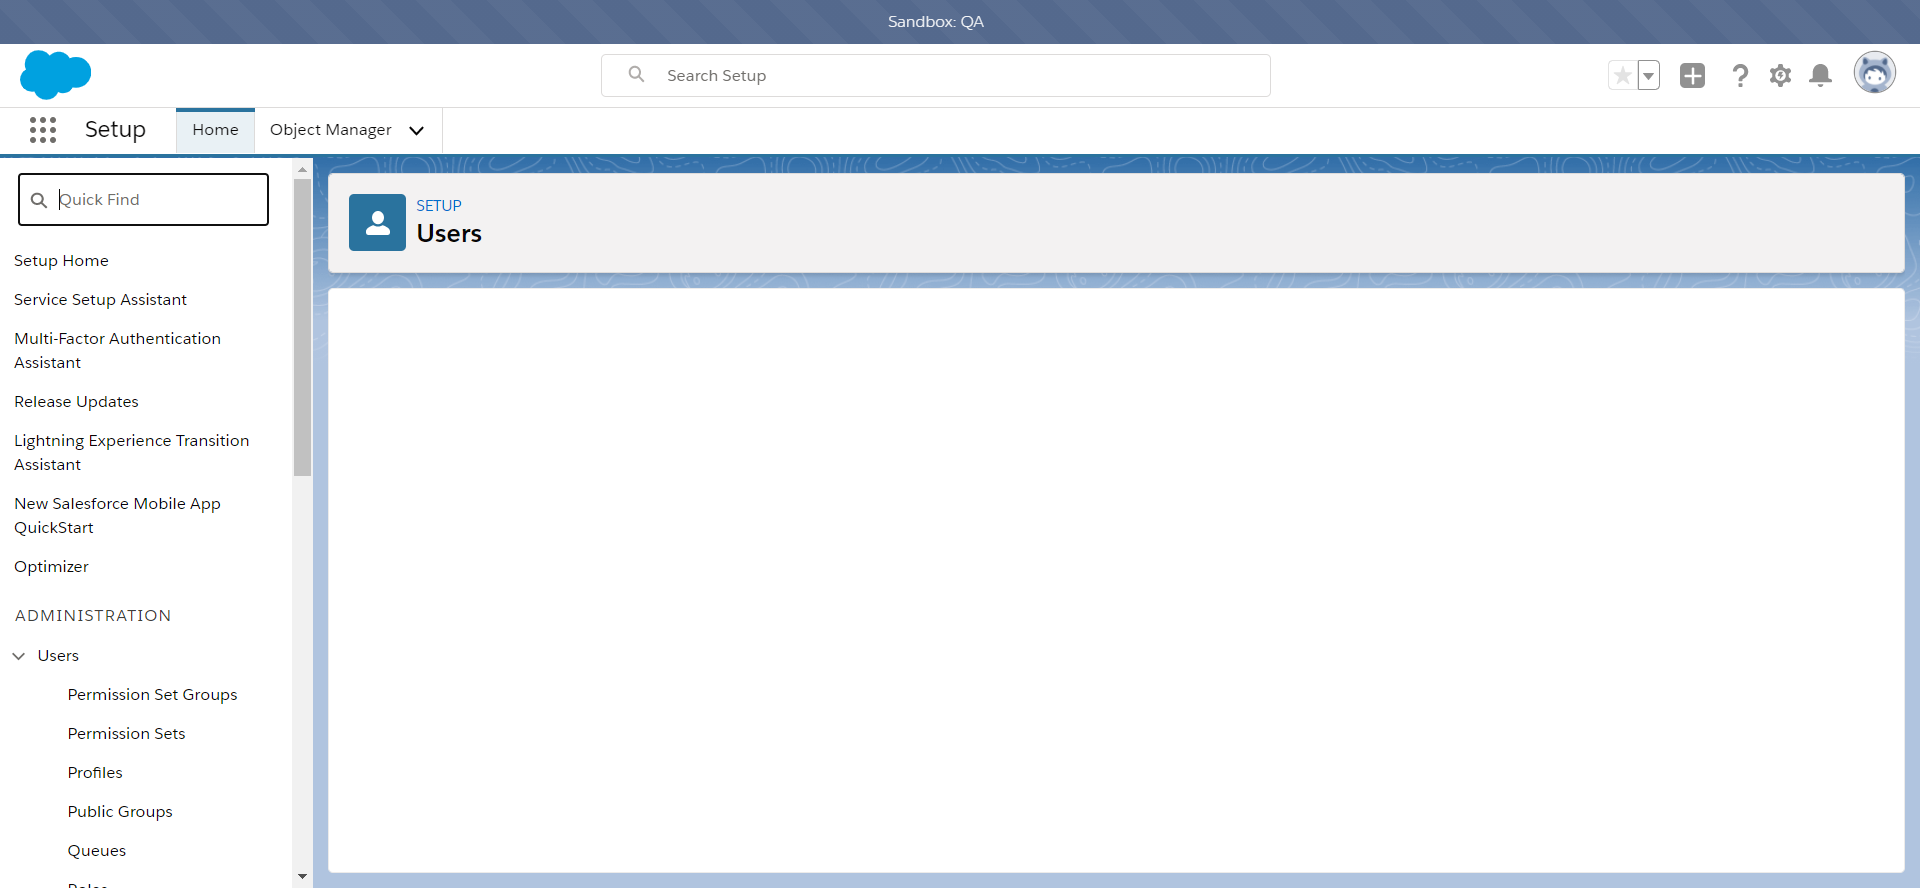 Sandbox: QA
Search Setup
Setup
Home
Object Manager
Quick Find
Setup Home
Service Setup Assistant
Multi-Factor Authentication
Assistant
Release Updates
Lightning Experience Transition
Assistant
New Salesforce Mobile App
QuickStart
Optimizer
ADMINISTRATION
Users
Permission Set Groups
Permission Sets
Profiles
Public Groups
Queues
SETUP
Users